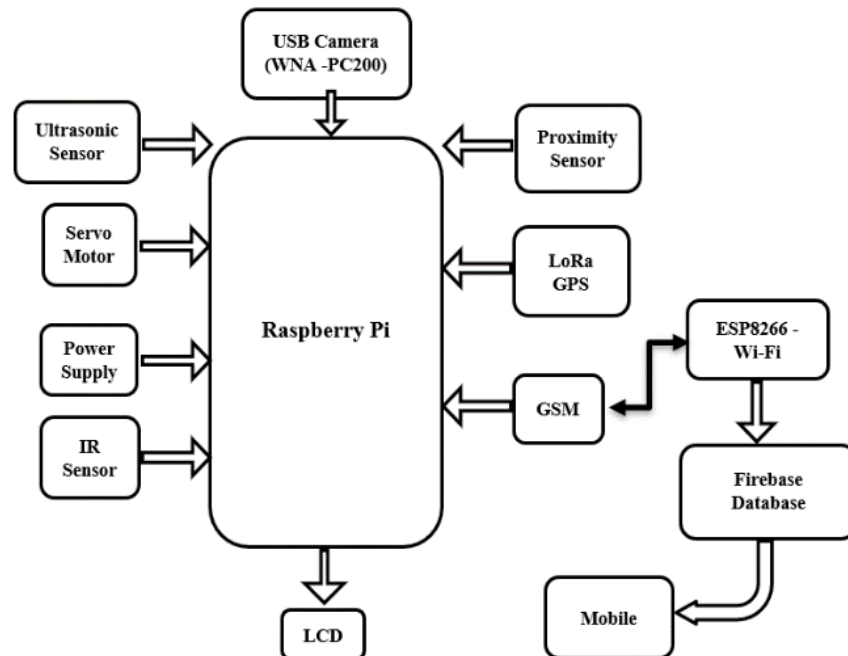 USB Camera
(WNA -PC200)
Ultrasonic
Sensor
Proximity
Sensor
Servo
Motor
LoRa
GPS
Raspberry Pi
ESP8266 -
Wi-Fi
Power
Supply
GSM
IR
Sensor
Firebase
Database
Mobile
LCD